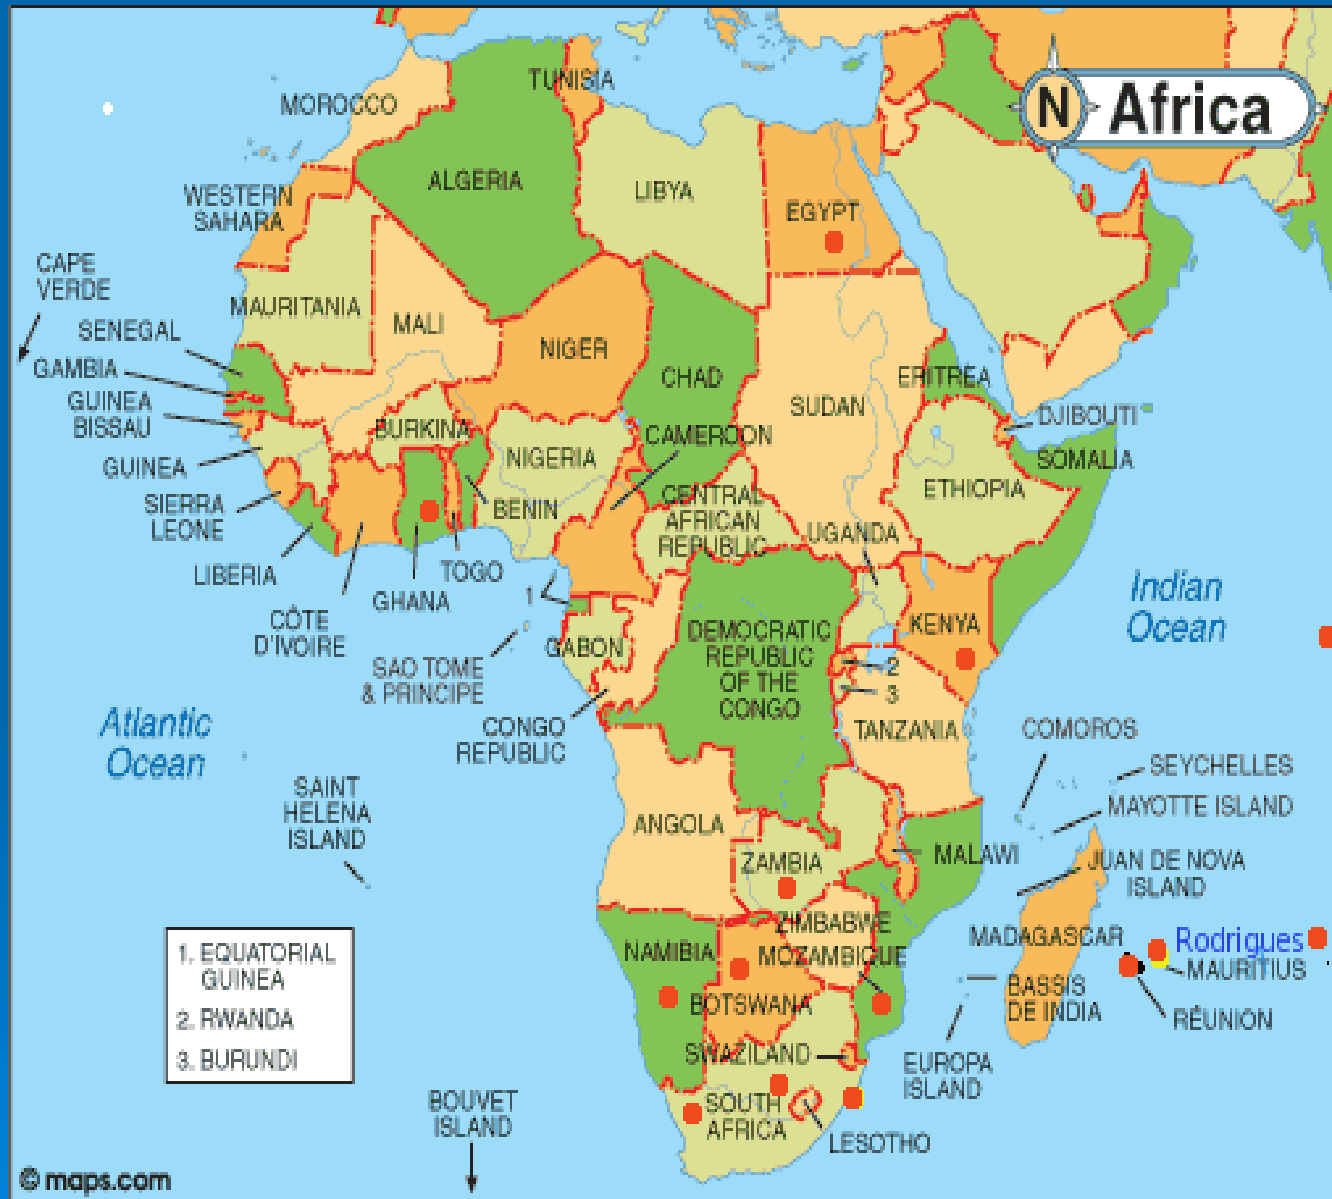 N Africa
TUNISIA
MOROCCO
ALGERIA
LIBYA
EGYPT
WESTERN
SAHARA
CAPE
VERDE
MAURITANIA
MALI
NIGER
CHAD
SUDAN
ERITREA
SENEGAL
GAMBIA
GUINEA
BISSAU
GUINEA
SIERRA
LEONE
LIBERIA
CÔTE
D'IVOIRE
GHANA
TOGO
BENIN
BURKINA
NIGERIA
CAMEROON
CENTRAL
AFRICAN
REPUBLIC
DJIBOUTI
SOMALIA
ETHIOPIA
UGANDA
KENYA
Indian
Ocean
1
GABON
SAO TOME
& PRINCIPE
CONGO
REPUBLIC
DEMOCRATIC
REPUBLIC
OF THE
CONGO
2
3
TANZANIA
Atlantic
Ocean
SAINT
HELENA
ISLAND
COMOROS
SEYCHELLES
MAYOTTE ISLAND
JUAN DE NOVA
ISLAND
ANGOLA
ZAMBIA
MALAWI
ZIMBABWE
MOZAMBIQUE
NAMIBIA
BOTSWANA
MADAGASCAR
Rodrigues
MAURITIUS
RÉUNION
BASSIS
DE INDIA
EUROPA
ISLAND
SWAZILAND
SOUTH
AFRICA
LESOTHO
BOUVET
ISLAND
1. EQUATORIAL
GUINEA
2. RWANDA
3. BURUNDI
© maps.com